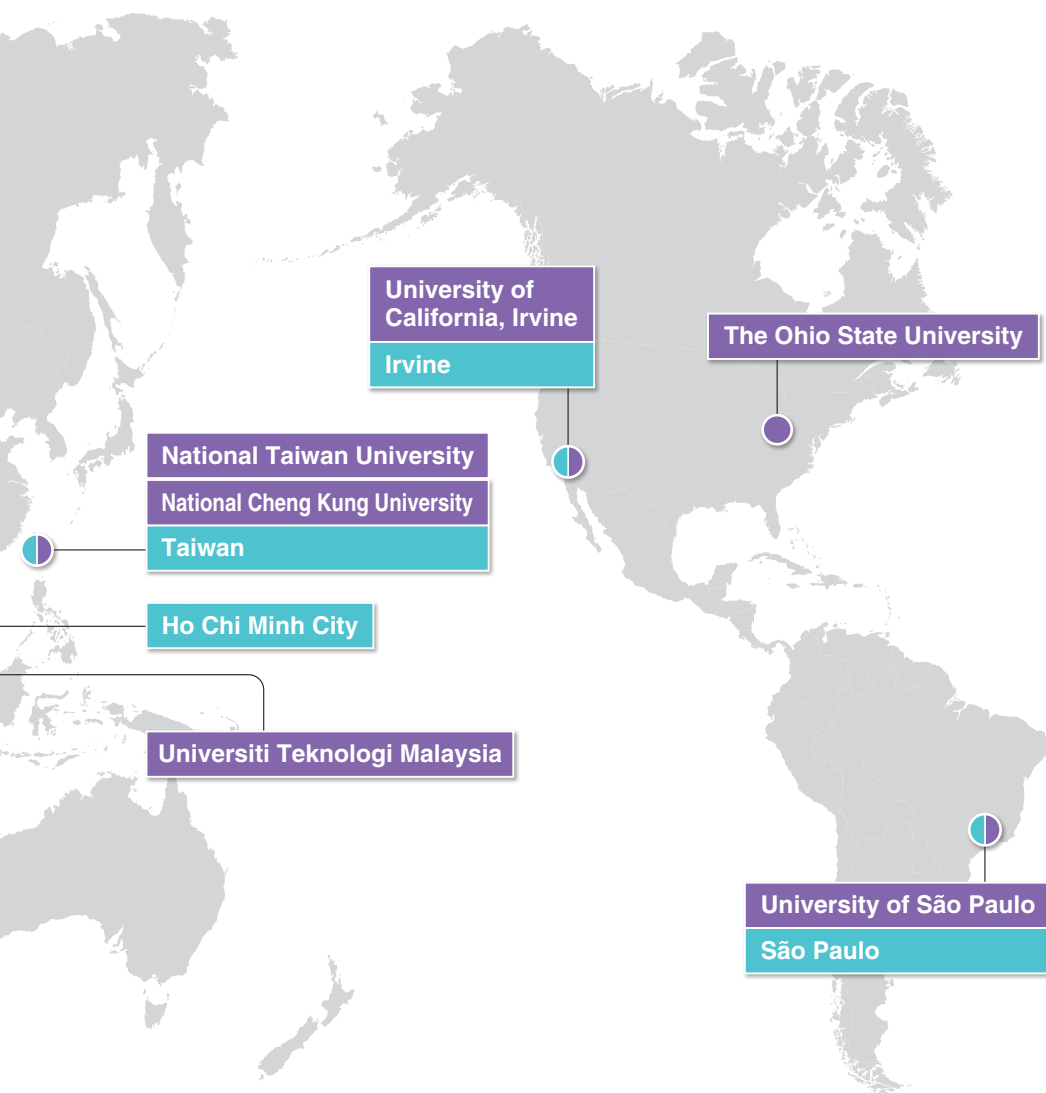 University of
California, Irvine
Irvine
The Ohio State University
National Taiwan University
National Cheng Kung University
Taiwan
Ho Chi Minh City
Universiti Teknologi Malaysia
University of São Paulo
São Paulo